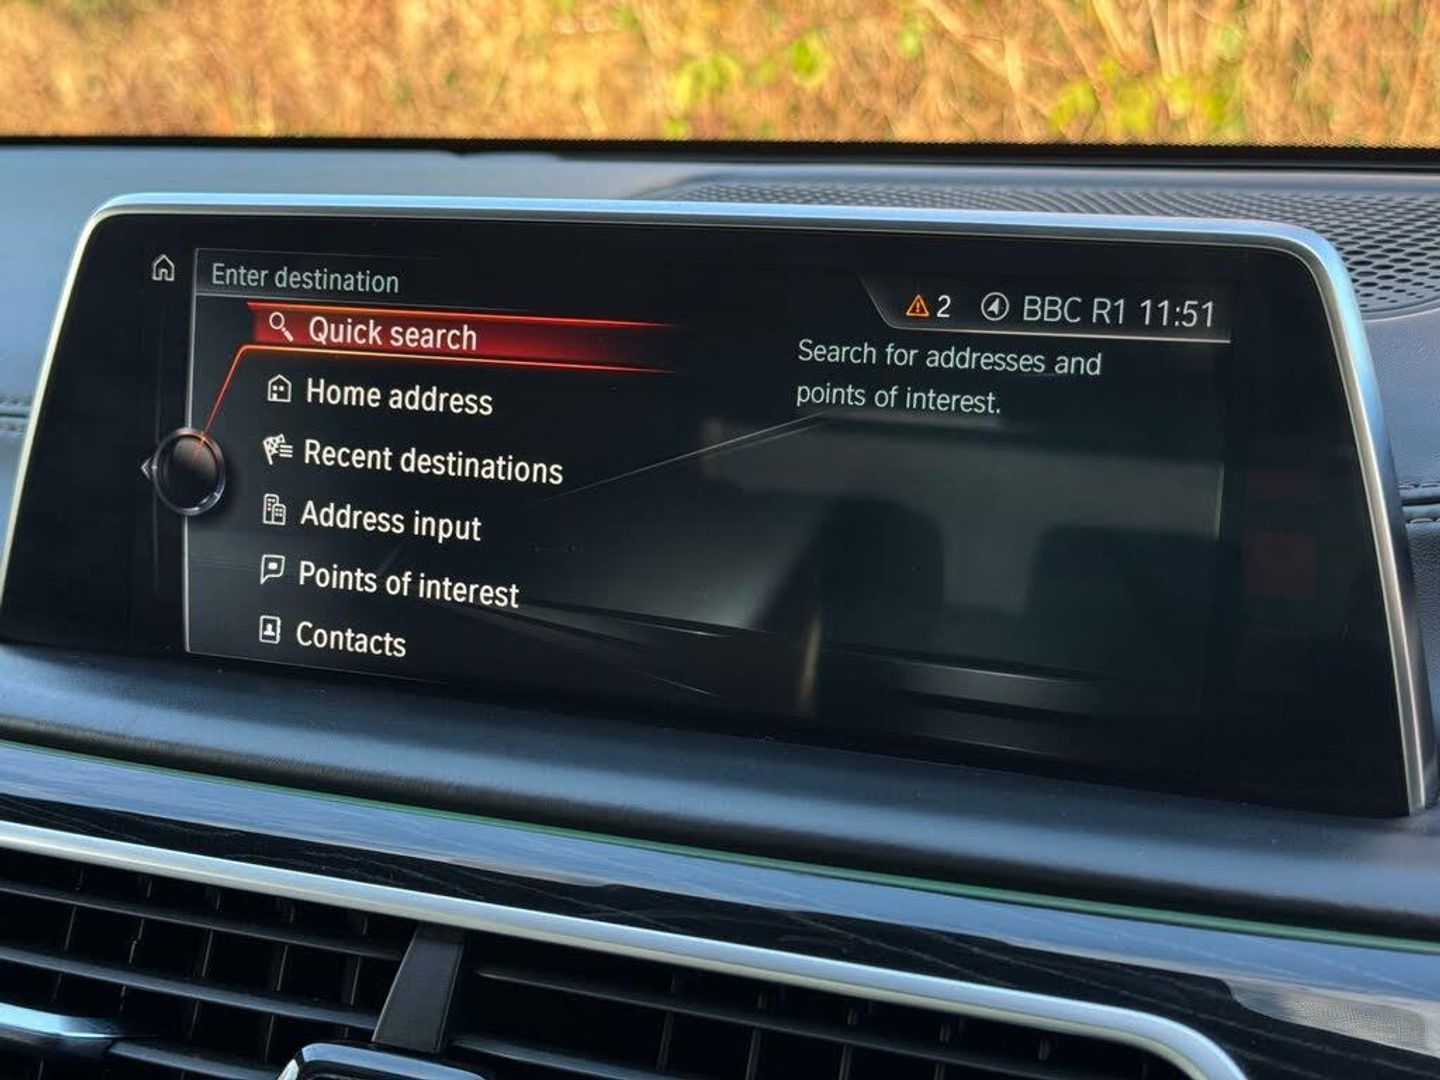 Enter destination
2 BBC R1 11:51
Quick search
Home address
Recent destinations
Address input
Points of interest
Contacts
Search for addresses and
points of interest.